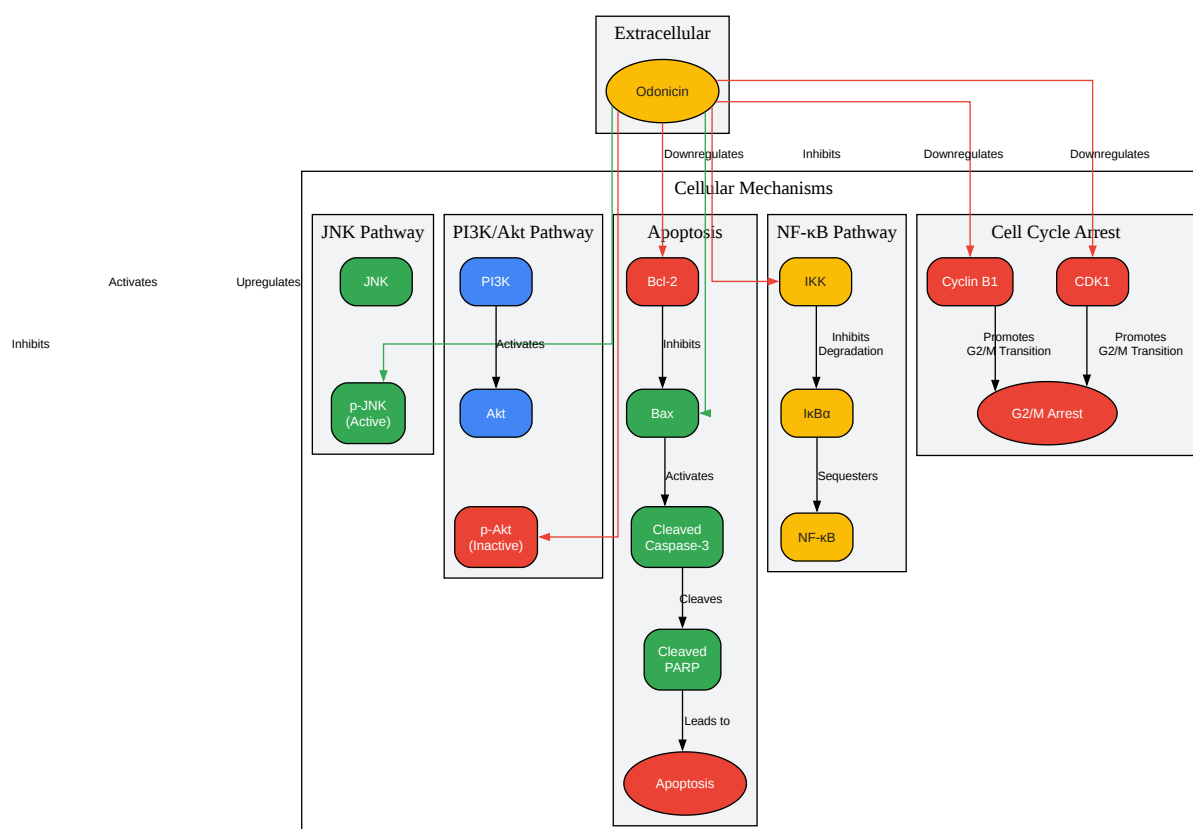 Extracellular
Odonicin
Downregulates
Inhibits
Downregulates
Downregulates
Cellular Mechanisms
JNK Pathway
PI3K/Akt Pathway
Apoptosis
NF-κB Pathway
Cell Cycle Arrest
Activates
Upregulates
JNK
PI3K
Bcl-2
IKK
Cyclin B1
CDK1
Inhibits
Activates
Inhibits
Inhibits
Degradation
Promotes
G2/M Transition
Promotes
G2/M Transition
p-JNK
(Active)
Akt
Bax
IκBα
G2/M Arrest
Activates
Sequesters
p-Akt
(Inactive)
Cleaved
Caspase-3
NF-κB
Cleaves
Cleaved
PARP
Leads to
Apoptosis